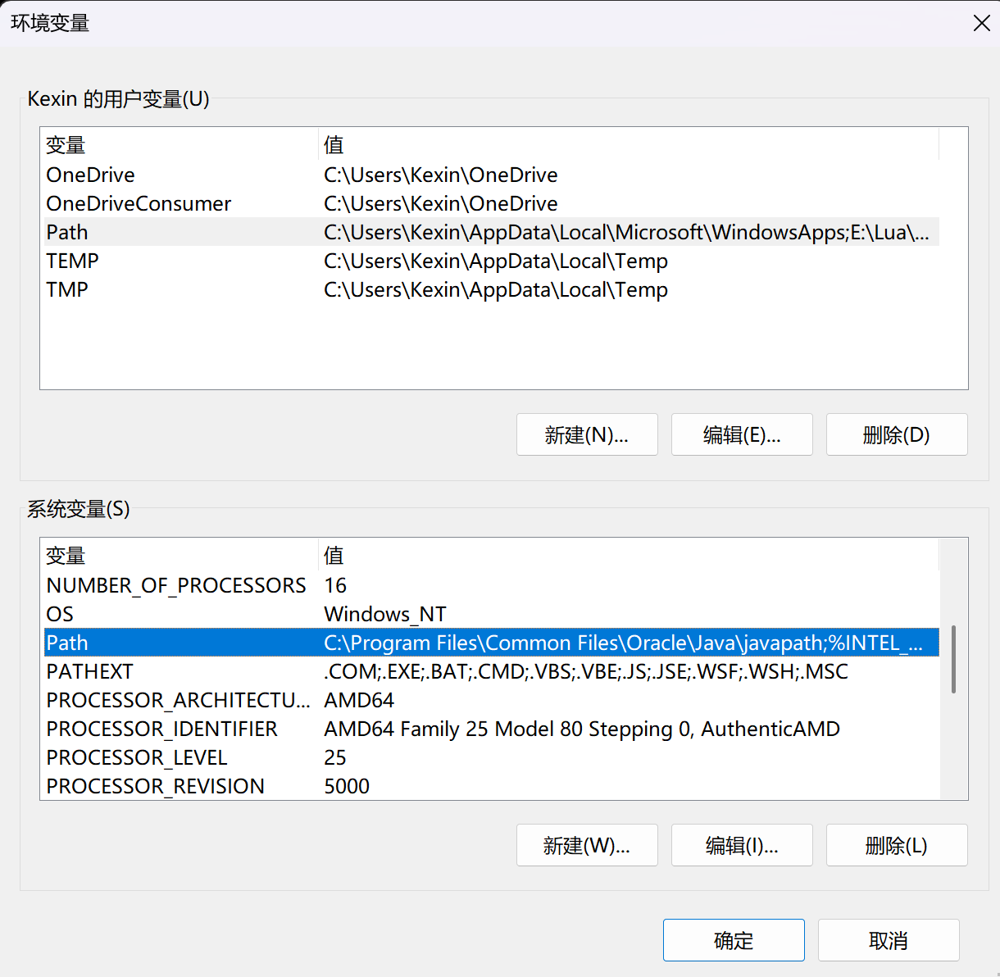 环境变量
Kexin 的用户变量(U)
变量 值
OneDrive C:\Users\Kexin\OneDrive
OneDriveConsumer C:\Users\Kexin\OneDrive
Path C:\Users\Kexin\AppData\Local\Microsoft\WindowsApps;E:\Lua\...
TEMP C:\Users\Kexin\AppData\Local\Temp
TMP C:\Users\Kexin\AppData\Local\Temp
新建(N)... 编辑(E)... 删除(D)
系统变量(S)
变量 值
NUMBER_OF_PROCESSORS 16
OS Windows_NT
Path C:\Program Files\Common Files\Oracle\Java\javapath;%INTEL_...
PATHEXT .COM;.EXE;.BAT;.CMD;.VBS;.VBE;.JS;.JSE;.WSF;.WSH;.MSC
PROCESSOR_ARCHITECTU... AMD64
PROCESSOR_IDENTIFIER AMD64 Family 25 Model 80 Stepping 0, AuthenticAMD
PROCESSOR_LEVEL 25
PROCESSOR_REVISION 5000
新建(W)... 编辑(I)... 删除(L)
确定 取消